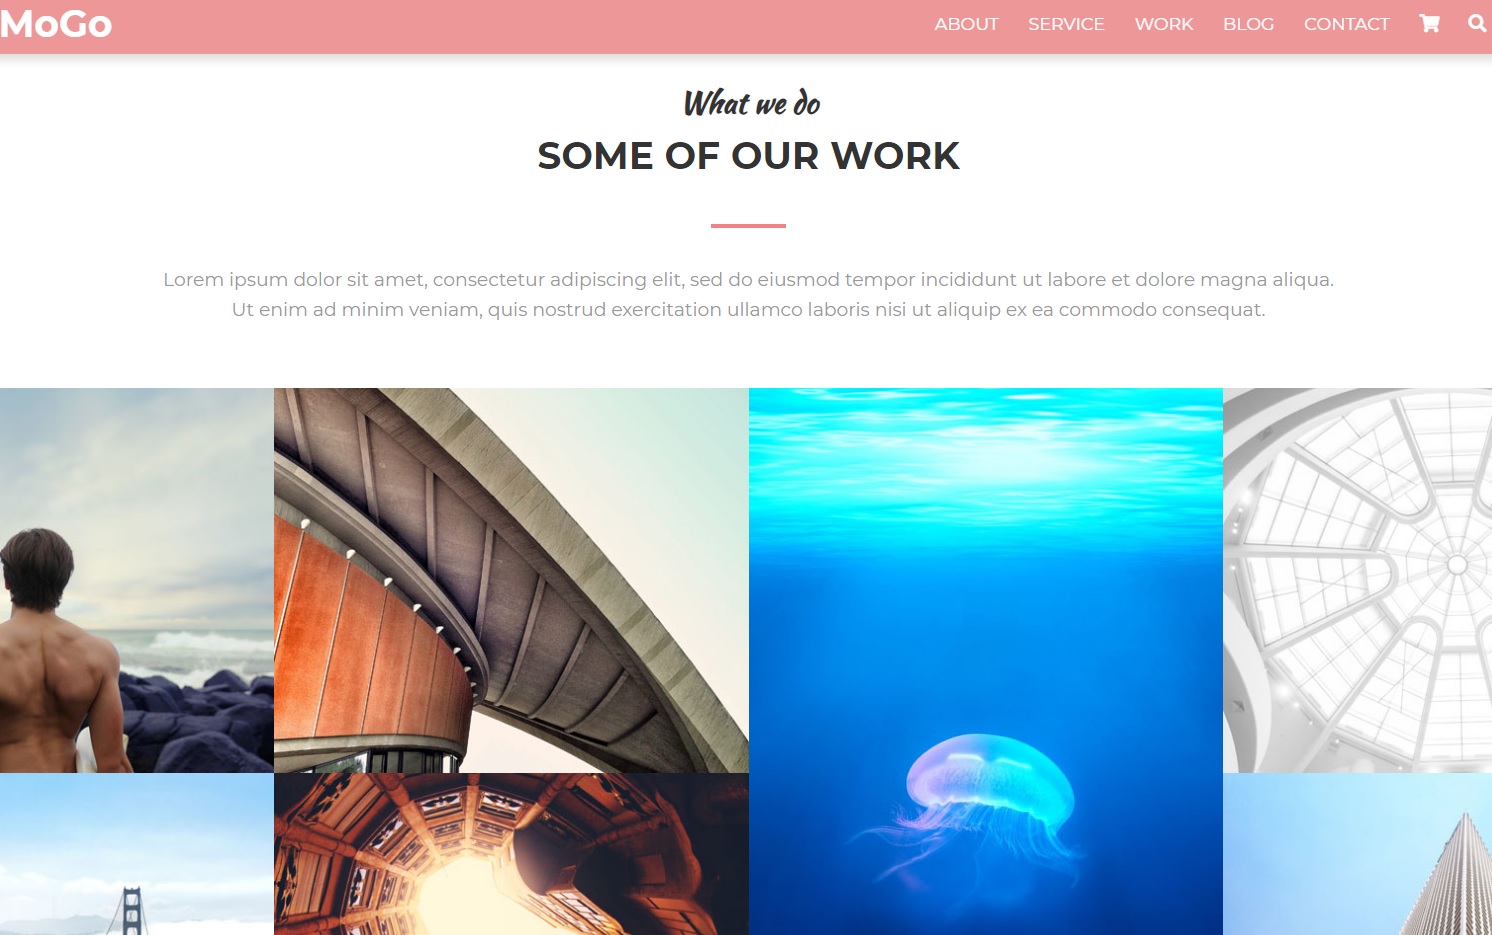 MoGo
ABOUT SERVICE WORK BLOG CONTACT
What we do
SOME OF OUR WORK
Lorem ipsum dolor sit amet, consectetur adipiscing elit, sed do eiusmod tempor incididunt ut labore et dolore magna aliqua.
Ut enim ad minim veniam, quis nostrud exercitation ullamco laboris nisi ut aliquip ex ea commodo consequat.